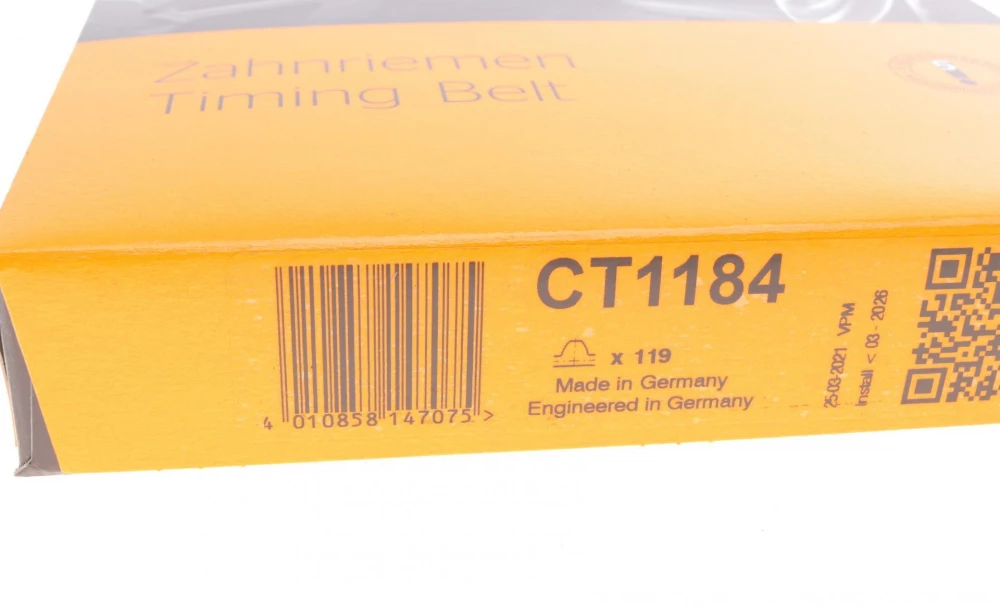 Zahnriemen
Timing Belt
CT1184
x 119
Made in Germany
Engineered in Germany
4 010858 147075 >
25-03-2021 VPM
Install < 03 - 2026